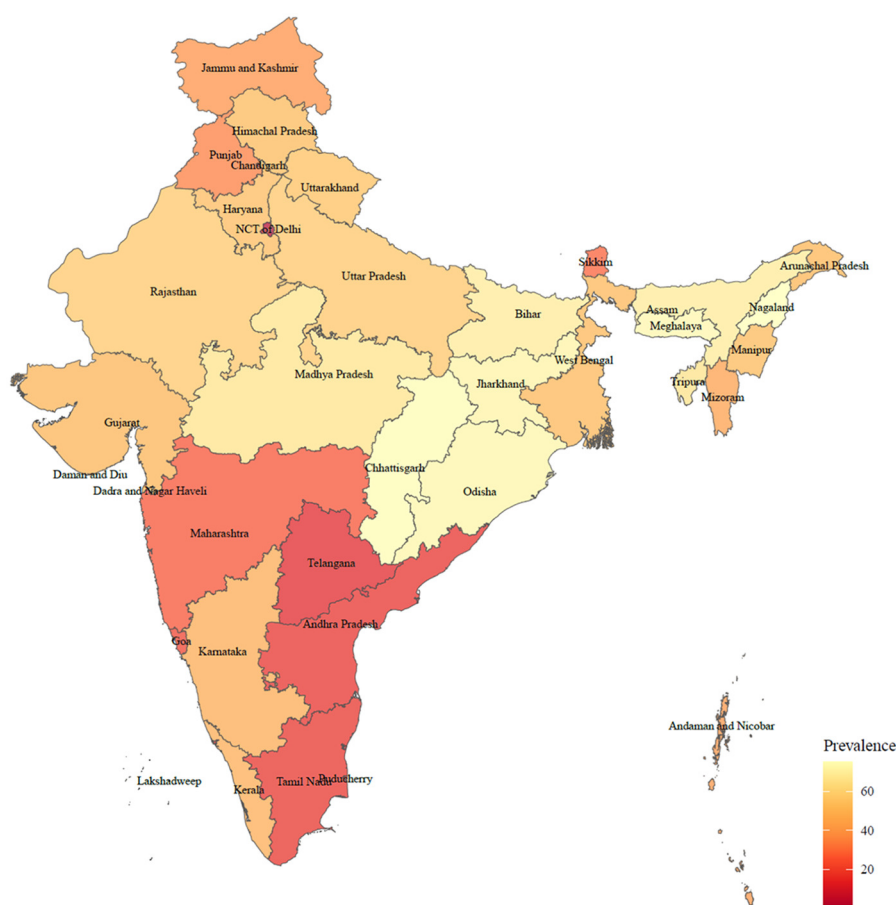 Jammu and Kashmir
Himachal Pradesh
Punjab
Chandigarh
Uttarakhand
Haryana
NCT of Delhi
Sikkim
Arunachal Pradesh
Uttar Pradesh
Rajasthan
Assam
Nagaland
Bihar
Meghalaya
Manipur
West Bengal
Madhya Pradesh
Jharkhand
Tripura
Mizoram
Gujarat
Chhattisgarh
Daman and Diu
Dadra and Nagar Haveli
Odisha
Maharashtra
Telangana
Andhra Pradesh
Goa
Karnataka
Andaman and Nicobar
Lakshadweep
Kerala
Tamil Nadu
Puducherry
Prevalence
60
40
20